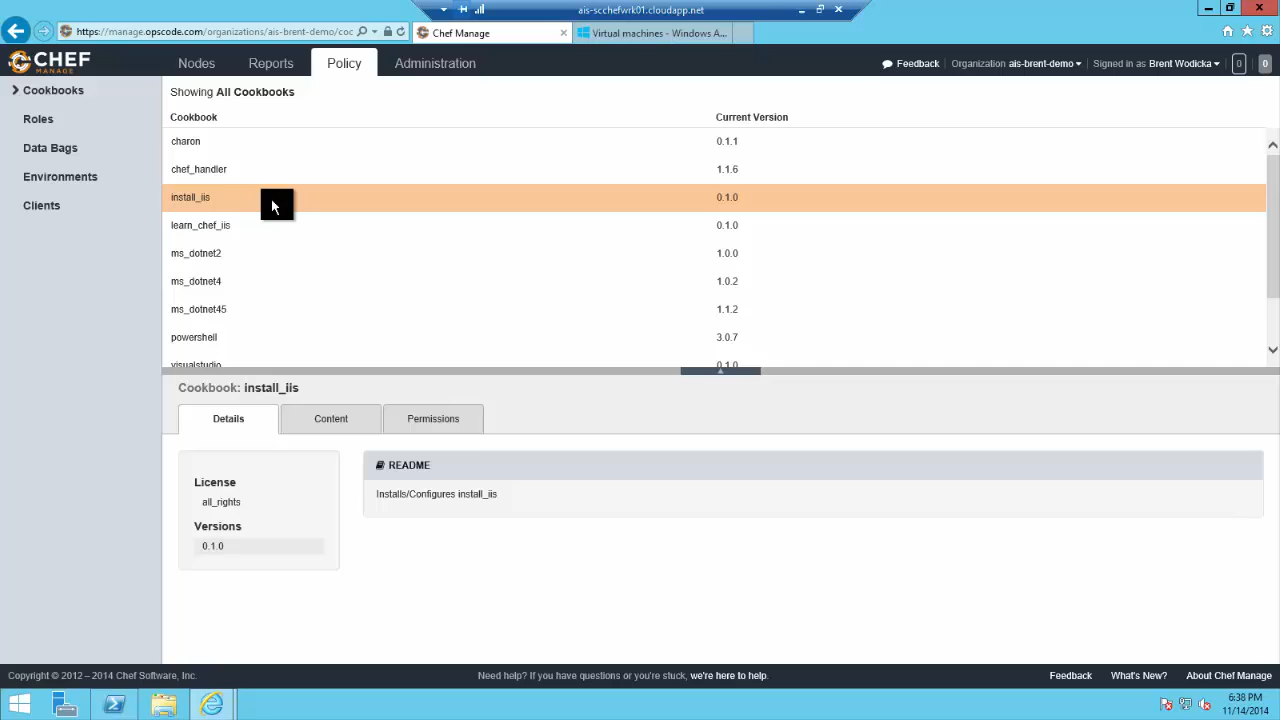 ais-scchefwrk01.cloudapp.net
https://manage.opscode.com/organizations/ais-brent-demo/coc
Chef Manage
Virtual machines - Windows A...
CHEF
MANAGE
Nodes
Reports
Policy
Administration
Feedback
Organization ais-brent-demo
Signed in as Brent Wodicka
0
0
Cookbooks
Roles
Data Bags
Environments
Clients
Showing All Cookbooks
Cookbook Current Version
charon 0.1.1
chef_handler 1.1.6
install_iis 0.1.0
learn_chef_iis 0.1.0
ms_dotnet2 1.0.0
ms_dotnet4 1.0.2
ms_dotnet45 1.1.2
powershell 3.0.7
visualstudio 0.1.0
Cookbook: install_iis
Details
Content
Permissions
License
all_rights
Versions
0.1.0
README
Installs/Configures install_iis
Copyright © 2012 – 2014 Chef Software, Inc.
Need help? If you have questions or you're stuck, we're here to help.
Feedback
What's New?
About Chef Manage
6:38 PM
11/14/2014